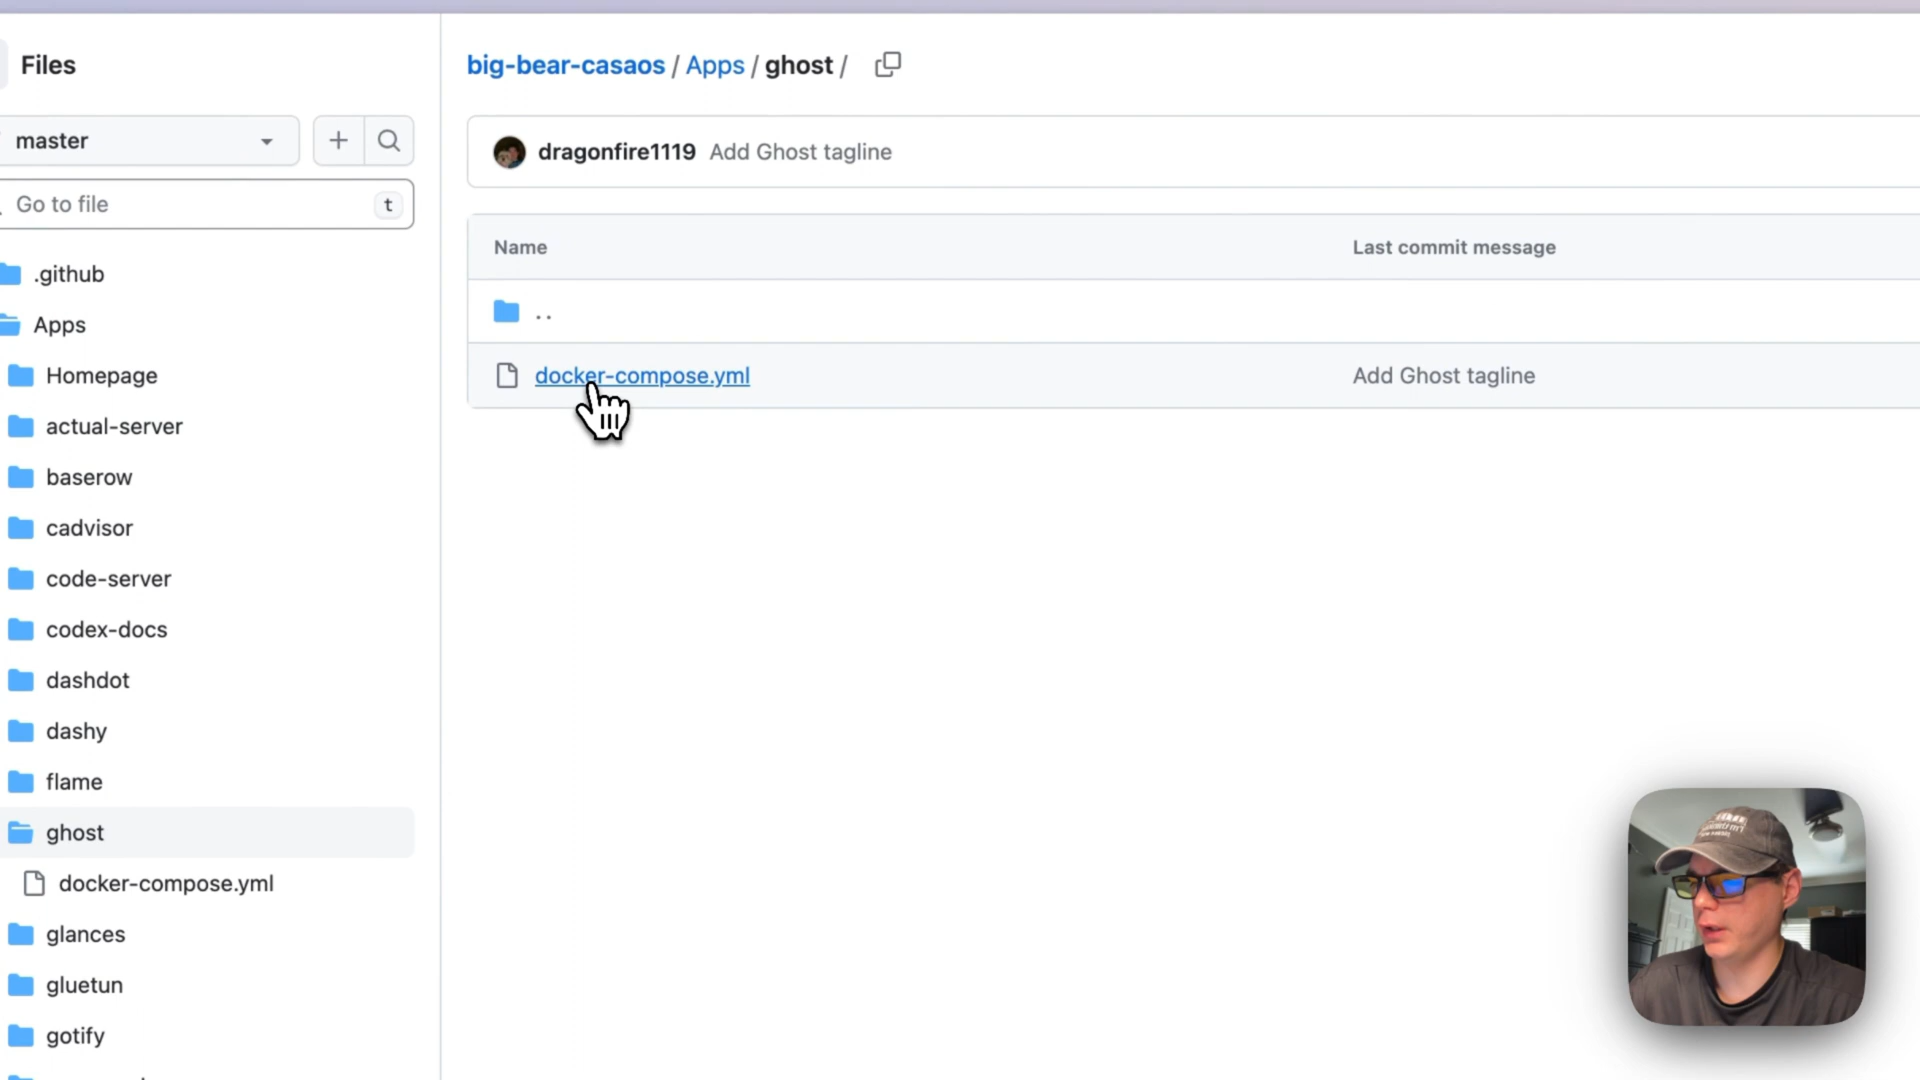 Files
big-bear-casaos / Apps / ghost /
master
Go to file
t
dragonfire1119 Add Ghost tagline
Name
Last commit message
..
docker-compose.yml
Add Ghost tagline
.github
Apps
Homepage
actual-server
baserow
cadvisor
code-server
codex-docs
dashdot
dashy
flame
ghost
docker-compose.yml
glances
gluetun
gotify